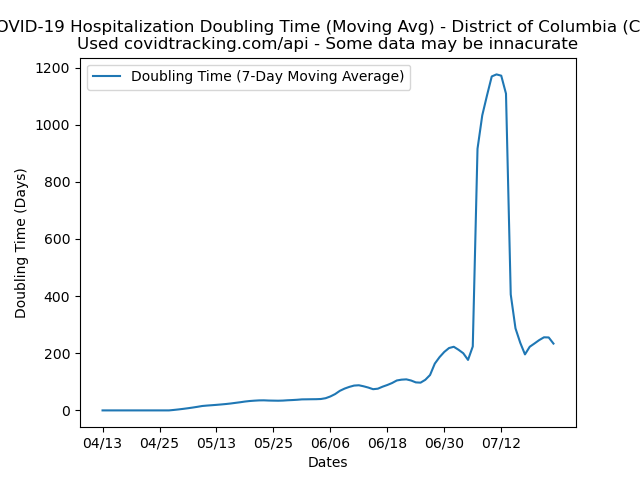 OVID-19 Hospitalization Doubling Time (Moving Avg) - District of Columbia (C
Used covidtracking.com/api - Some data may be innacurate
Doubling Time (7-Day Moving Average)
1200
1000
800
600
400
200
0
Doubling Time (Days)
04/13 04/25 05/13 05/25 06/06 06/18 06/30 07/12
Dates